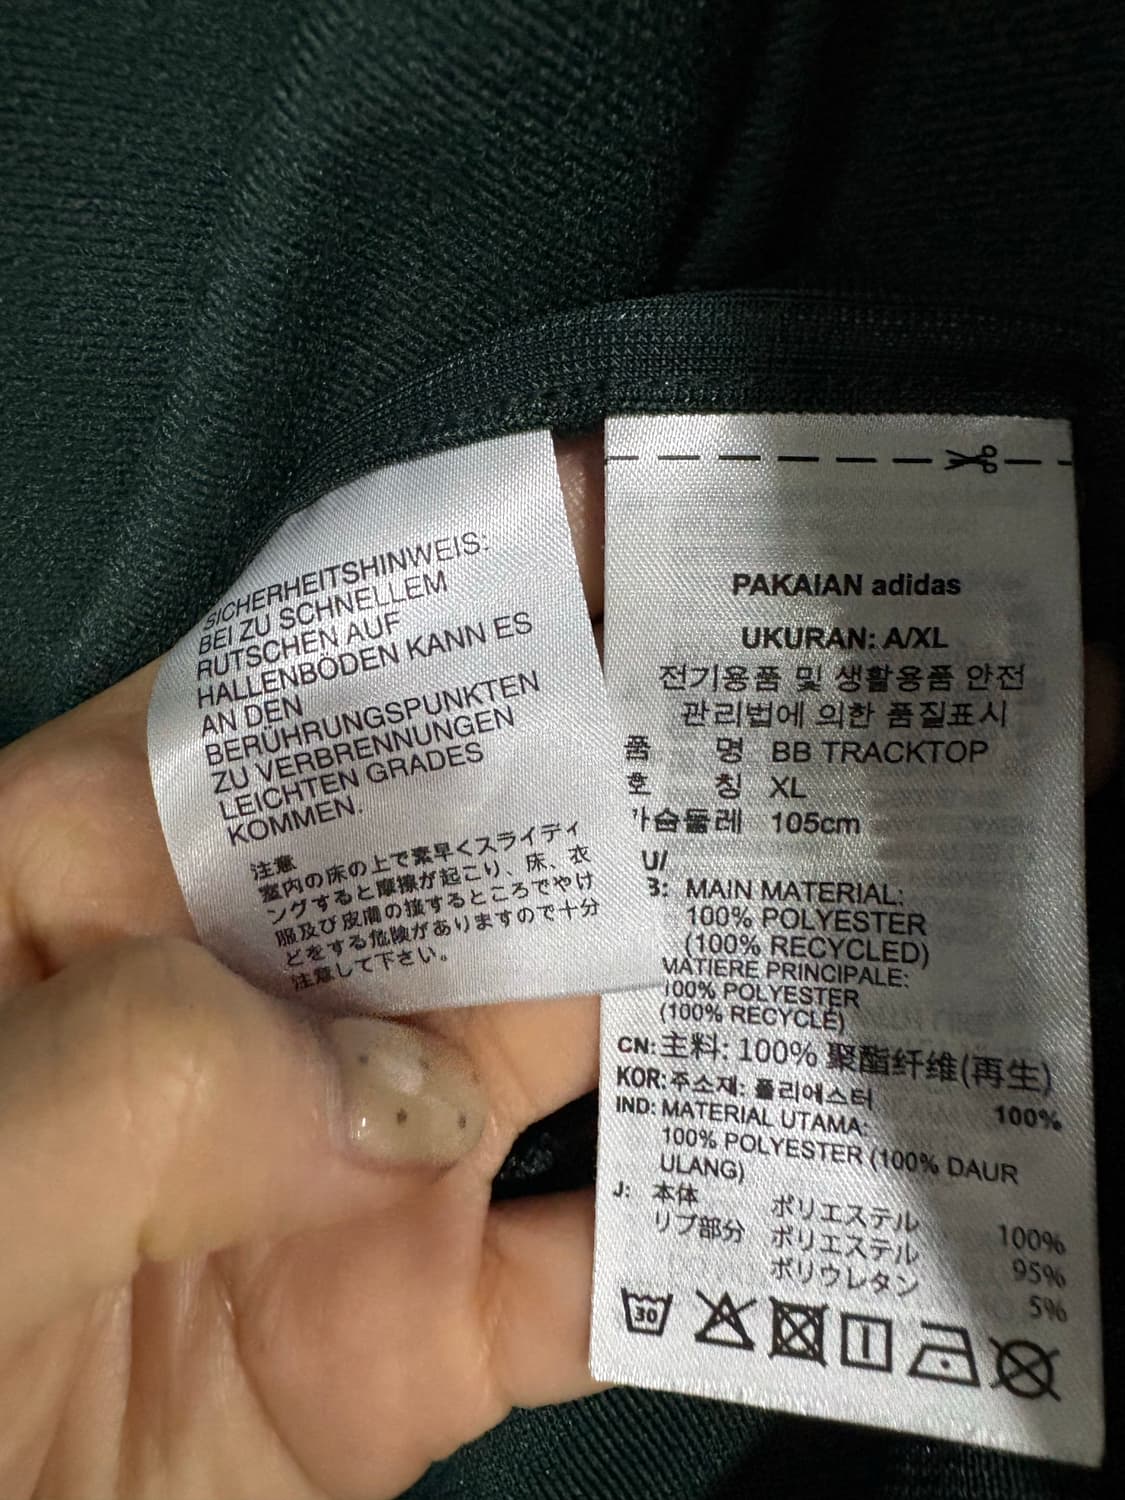 SICHERHEITSHINWEIS:
BEI ZU SCHNELLEM
RUTSCHEN AUF
HALLENBÖDEN KANN ES
AN DEN
BERÜHRUNGSPUNKTEN
ZU VERBRENNUNGEN
LEICHTEN GRADES
KOMMEN.
注意
室内の床の上で素早くスライディ
ングすると摩擦が起こり、床、衣
服及び皮膚の接するところでやけ
どをする危険がありますので十分
注意して下さい。
PAKAIAN adidas
UKURAN: A/XL
전기용품 및 생활용품 안전
관리법에 의한 품질표시
품 명 BB TRACKTOP
호 칭 XL
가슴둘레 105cm
U/
B: MAIN MATERIAL:
100% POLYESTER
(100% RECYCLED)
MATIERE PRINCIPALE:
100% POLYESTER
(100% RECYCLÉ)
CN: 主料: 100% 聚酯纤维(再生)
KOR: 주소재: 폴리에스터 100%
IND: MATERIAL UTAMA:
100% POLYESTER (100% DAUR
ULANG)
J: 本体 ポリエステル 100%
リブ部分 ポリエステル 95%
ポリウレタン 5%
30